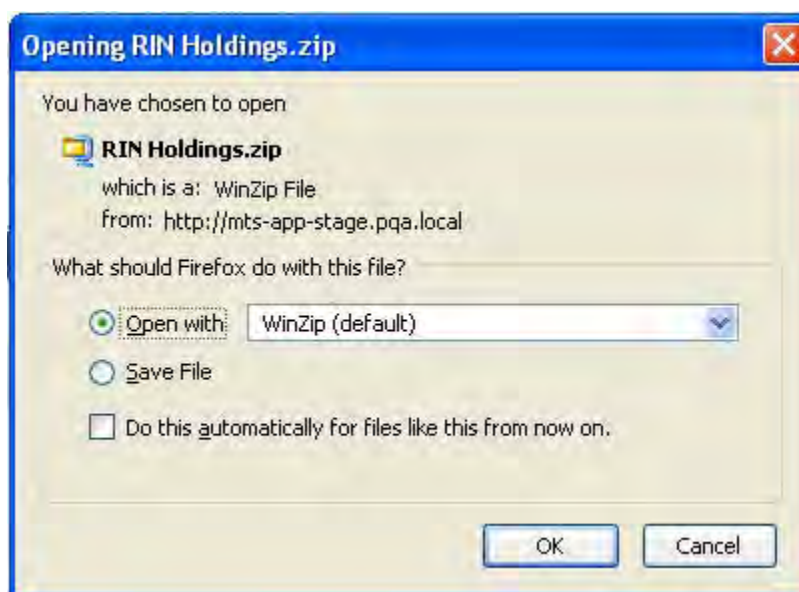 Opening RIN Holdings.zip
You have chosen to open
RIN Holdings.zip
which is a: WinZip File
from: http://mts-app-stage.pqa.local
What should Firefox do with this file?
Open with WinZip (default)
Save File
Do this automatically for files like this from now on.
OK Cancel